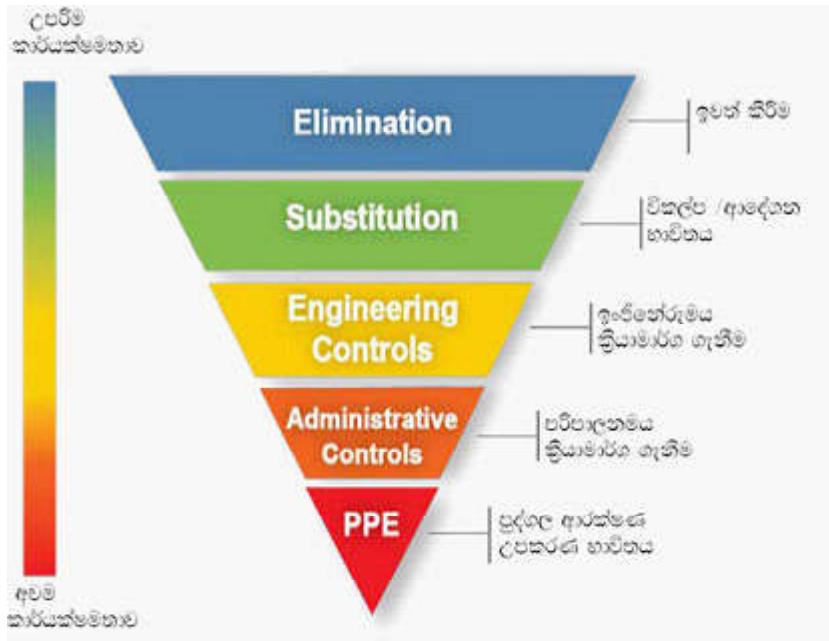 උපරිම
කාර්යක්ෂමතාව
Elimination
ඉවත් කිරීම
Substitution
විකල්ප /ආදේශන
භාවිතය
Engineering
Controls
ඉංජිනේරුමය
ක්‍රියාමාර්ග ගැනීම
Administrative
Controls
පරිපාලනමය
ක්‍රියාමාර්ග ගැනීම
PPE
පුද්ගල ආරක්ෂණ
උපකරණ භාවිතය
අවම
කාර්යක්ෂමතාව